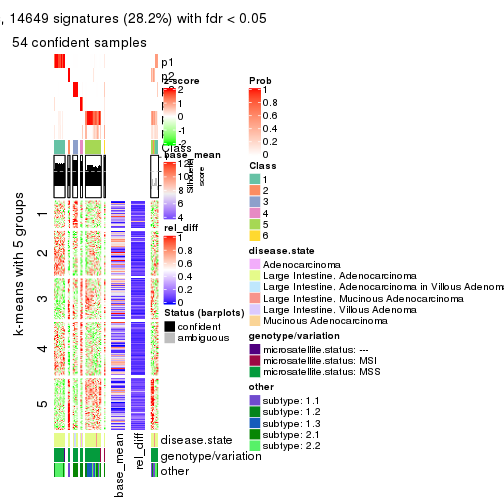 , 14649 signatures (28.2%) with fdr < 0.05
54 confident samples
p1
p2
z-score
2
1
0
-1
-2
Class
base_mean
12
10
8
6
4
Silhouette
score
rel_diff
1
0.8
0.6
0.4
0.2
0
Status (barplots)
confident
ambiguous
k-means with 5 groups
1
2
3
4
5
base_mean
rel_diff
disease.state
genotype/variation
other
Prob
1
0.8
0.6
0.4
0.2
0
Class
1
2
3
4
5
6
disease.state
Adenocarcinoma
Large Intestine. Adenocarcinoma
Large Intestine. Adenocarcinoma in Villous Adenom
Large Intestine. Mucinous Adenocarcinoma
Large Intestine. Villous Adenoma
Mucinous Adenocarcinoma
genotype/variation
microsatellite.status: ---
microsatellite.status: MSI
microsatellite.status: MSS
other
subtype: 1.1
subtype: 1.2
subtype: 1.3
subtype: 2.1
subtype: 2.2